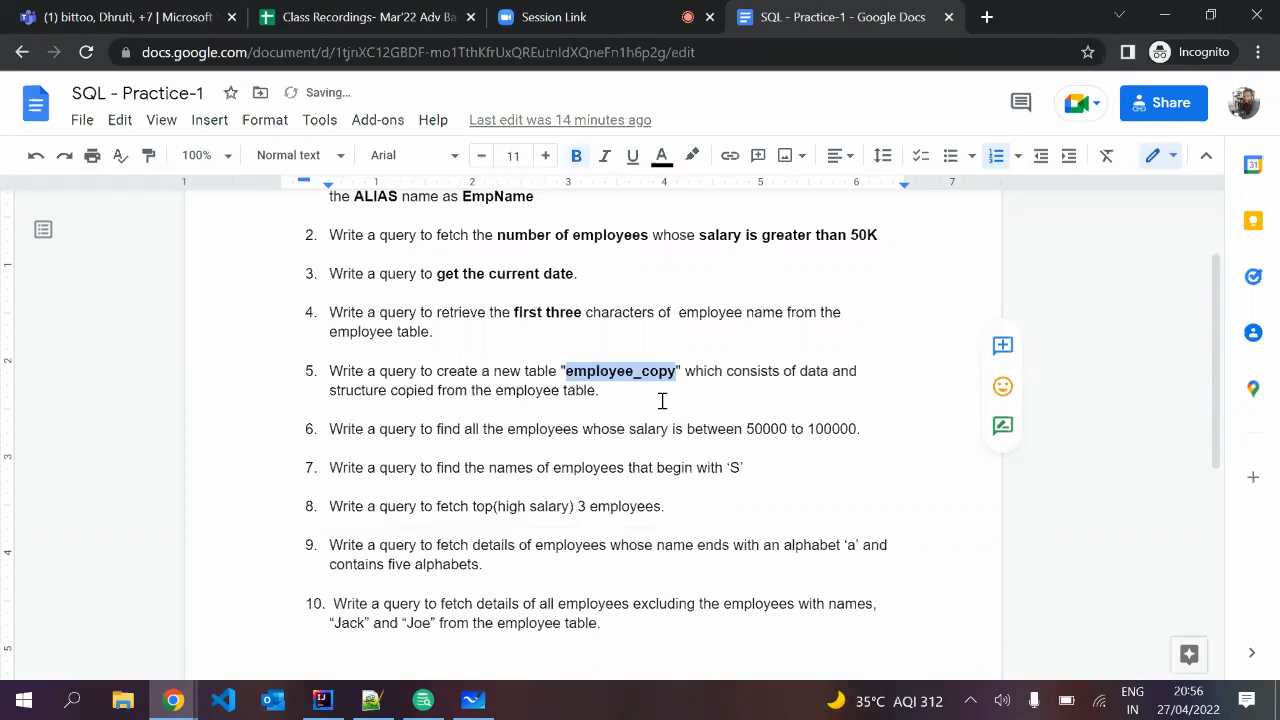 (1) bittoo, Dhruti, +7 | Microsoft
Class Recordings- Mar'22 Adv Ba
Session Link
SQL - Practice-1 - Google Docs
docs.google.com/document/d/1tjnXC12GBDF-mo1TthKfrUxQREutnIdXQneFn1h6p2g/edit
Incognito
SQL - Practice-1
Saving...
File Edit View Insert Format Tools Add-ons Help Last edit was 14 minutes ago
Share
100% Normal text Arial 11
1 1 2 3 4 5 6 7
the ALIAS name as EmpName
2. Write a query to fetch the number of employees whose salary is greater than 50K
3. Write a query to get the current date.
4. Write a query to retrieve the first three characters of employee name from the
employee table.
5. Write a query to create a new table "employee_copy" which consists of data and
structure copied from the employee table.
6. Write a query to find all the employees whose salary is between 50000 to 100000.
7. Write a query to find the names of employees that begin with ‘S’
8. Write a query to fetch top(high salary) 3 employees.
9. Write a query to fetch details of employees whose name ends with an alphabet ‘a’ and
contains five alphabets.
10. Write a query to fetch details of all employees excluding the employees with names,
“Jack” and “Joe” from the employee table.
35°C AQI 312
ENG
IN
20:56
27/04/2022